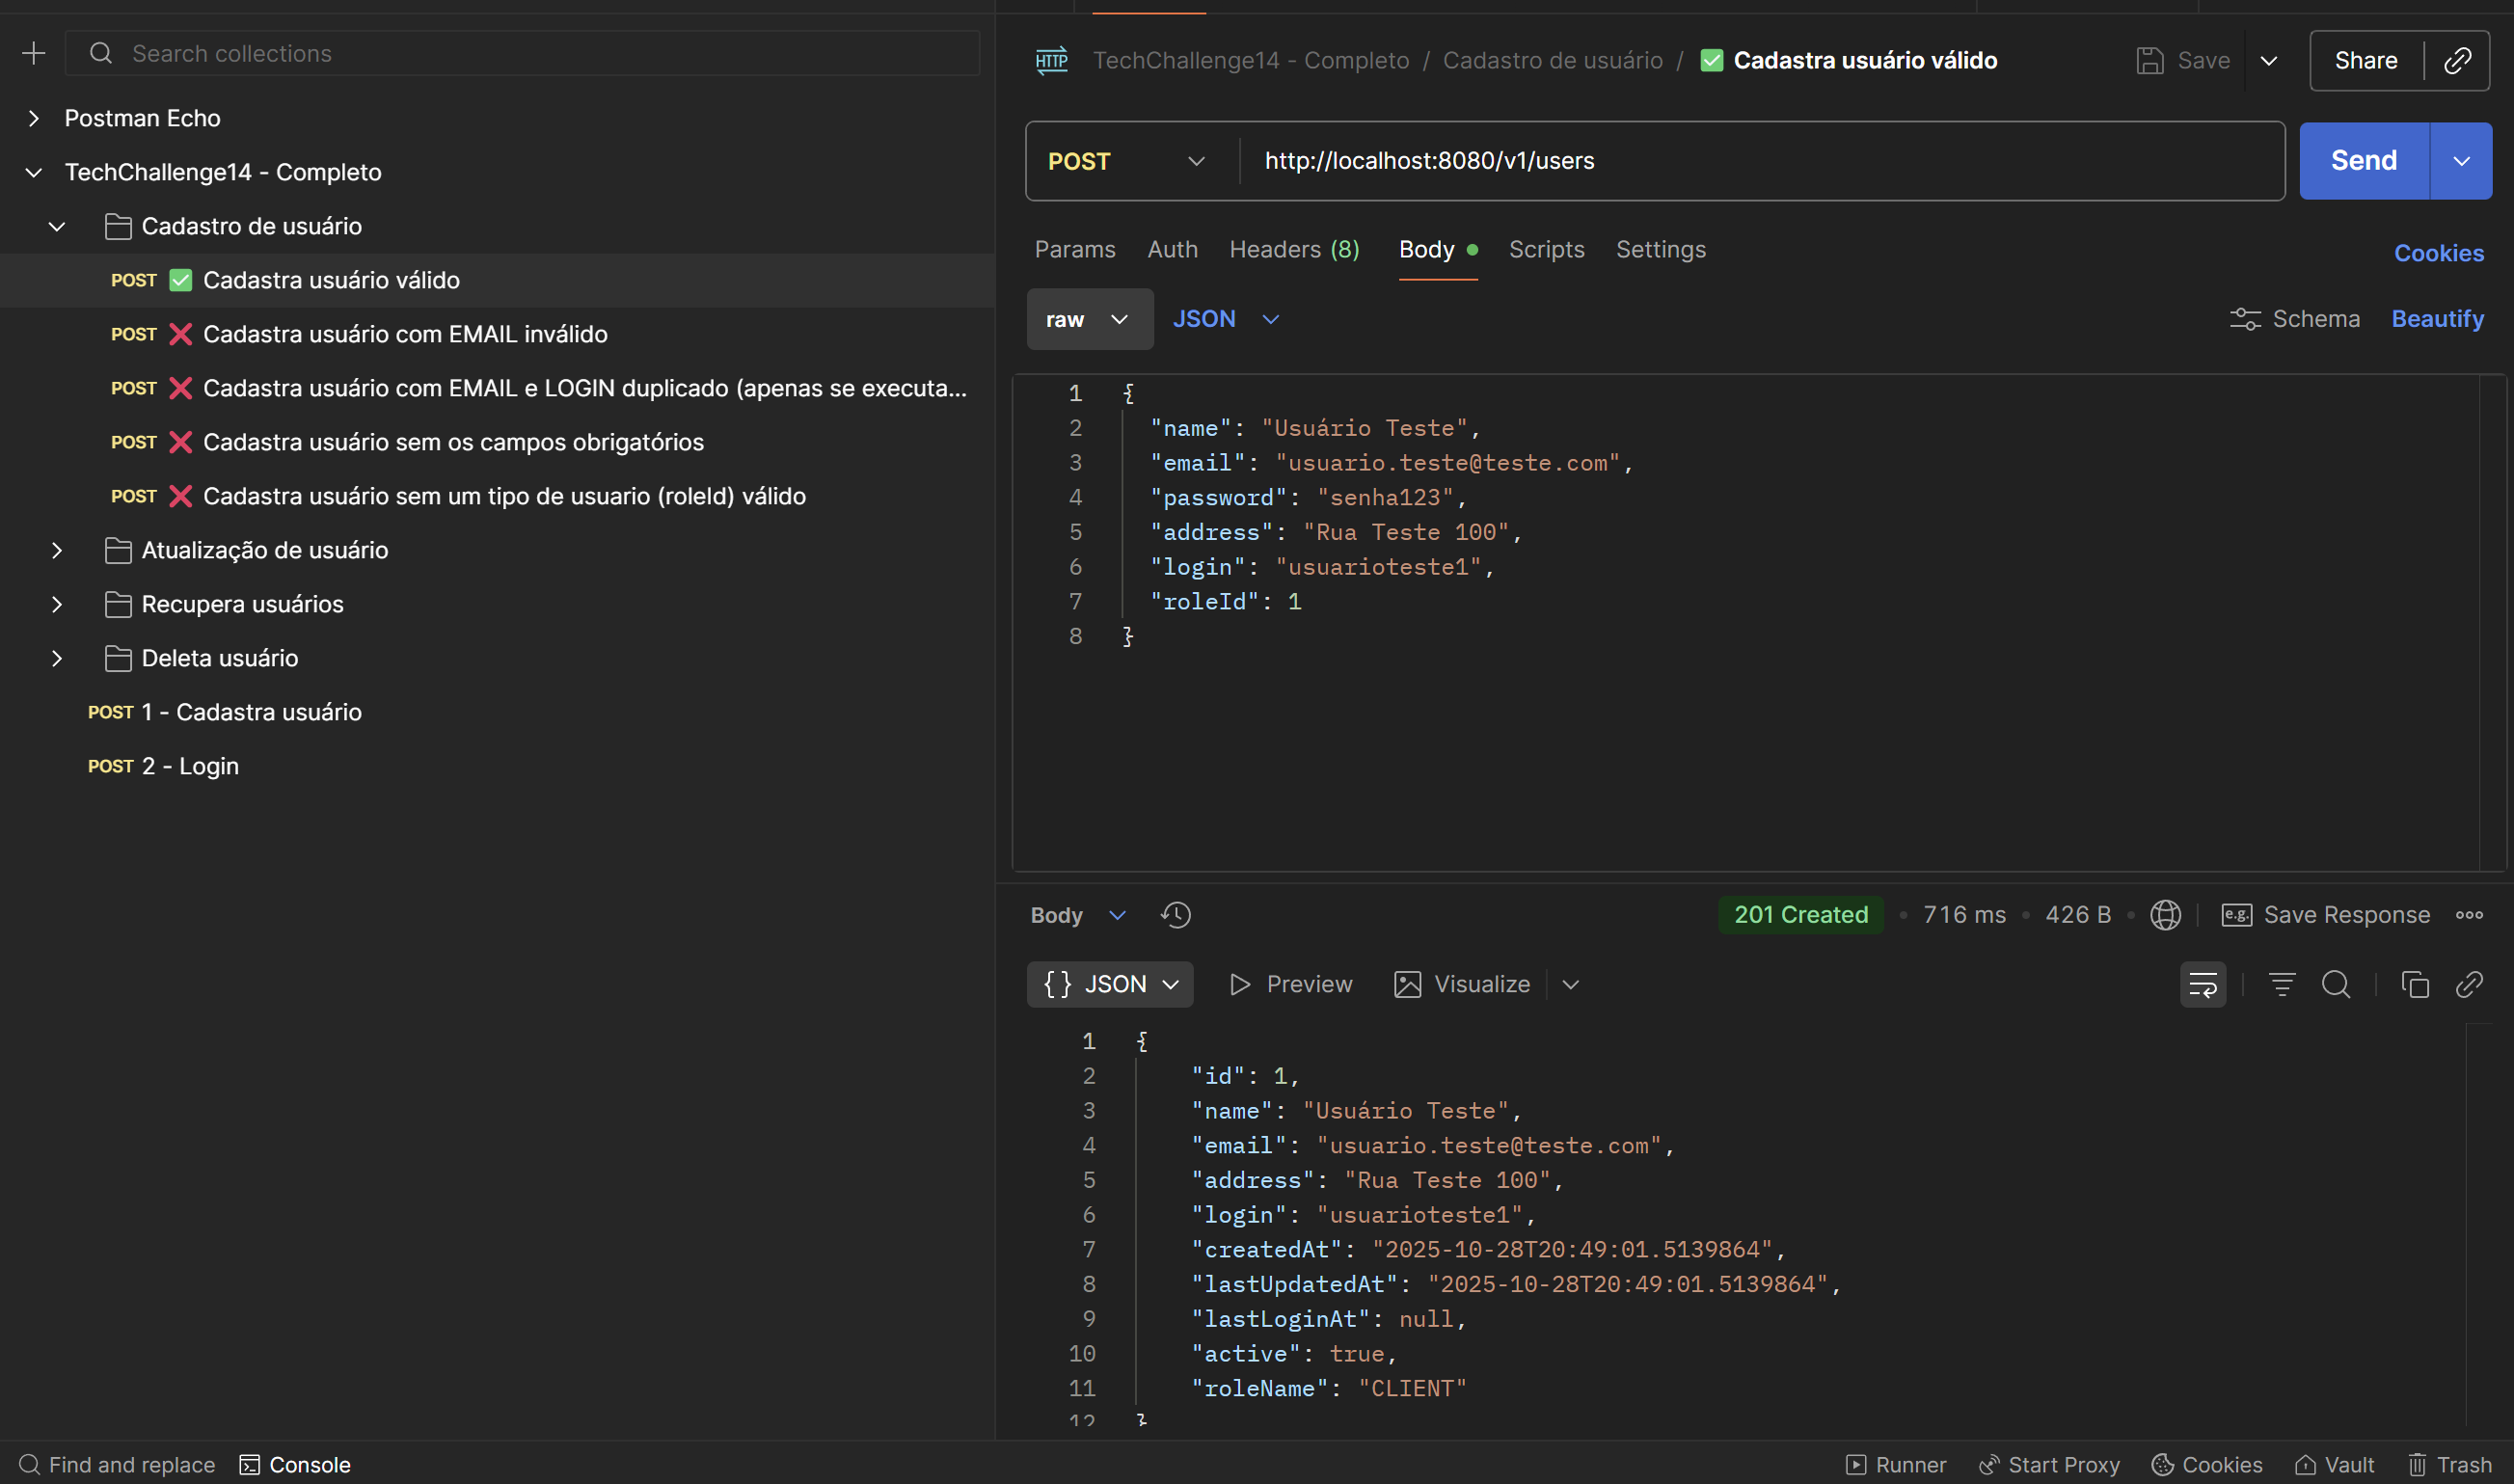 Search collections
Postman Echo
TechChallenge14 - Completo
Cadastro de usuário
POST ✅ Cadastra usuário válido
POST ❌ Cadastra usuário com EMAIL inválido
POST ❌ Cadastra usuário com EMAIL e LOGIN duplicado (apenas se executa...
POST ❌ Cadastra usuário sem os campos obrigatórios
POST ❌ Cadastra usuário sem um tipo de usuario (roleId) válido
Atualização de usuário
Recupera usuários
Deleta usuário
POST 1 - Cadastra usuário
POST 2 - Login
HTTP TechChallenge14 - Completo / Cadastro de usuário / ✅ Cadastra usuário válido
Save
Share
POST http://localhost:8080/v1/users
Send
Params Auth Headers (8) Body Scripts Settings
Cookies
raw JSON
Schema Beautify
1 {
2 "name": "Usuário Teste",
3 "email": "usuario.teste@teste.com",
4 "password": "senha123",
5 "address": "Rua Teste 100",
6 "login": "usuarioteste1",
7 "roleId": 1
8 }
Body
201 Created • 716 ms • 426 B
e.g. Save Response
{} JSON Preview Visualize
1 {
2 "id": 1,
3 "name": "Usuário Teste",
4 "email": "usuario.teste@teste.com",
5 "address": "Rua Teste 100",
6 "login": "usuarioteste1",
7 "createdAt": "2025-10-28T20:49:01.5139864",
8 "lastUpdatedAt": "2025-10-28T20:49:01.5139864",
9 "lastLoginAt": null,
10 "active": true,
11 "roleName": "CLIENT"
12 }
Find and replace Console
Runner Start Proxy Cookies Vault Trash